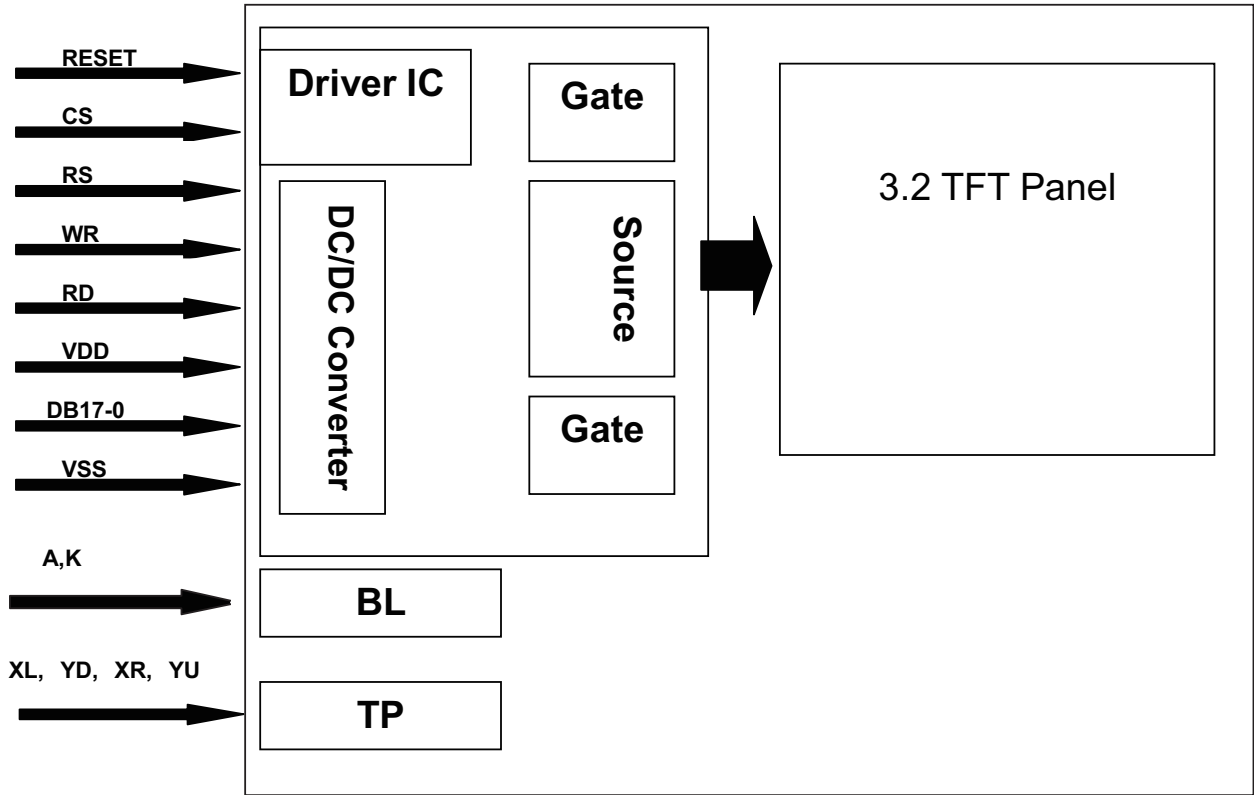 RESET
CS
RS
WR
RD
VDD
DB17-0
VSS
A,K
XL, YD, XR, YU
Driver IC
DC/DC Converter
Gate
Source
Gate
BL
TP
3.2 TFT Panel